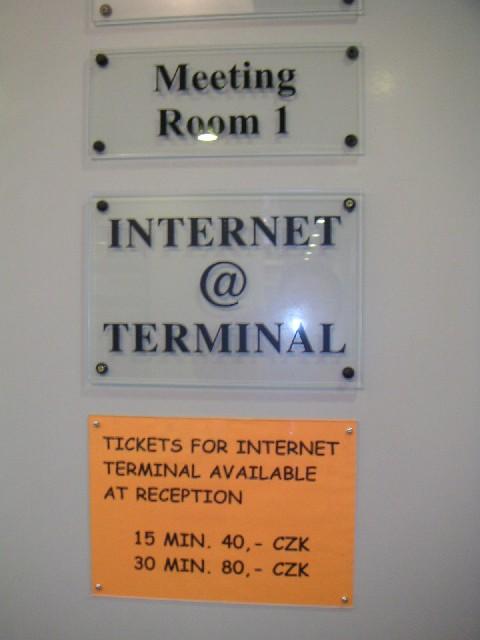 Meeting
Room 1
INTERNET
@
TERMINAL
TICKETS FOR INTERNET
TERMINAL AVAILABLE
AT RECEPTION
15 MIN. 40,- CZK
30 MIN. 80,- CZK